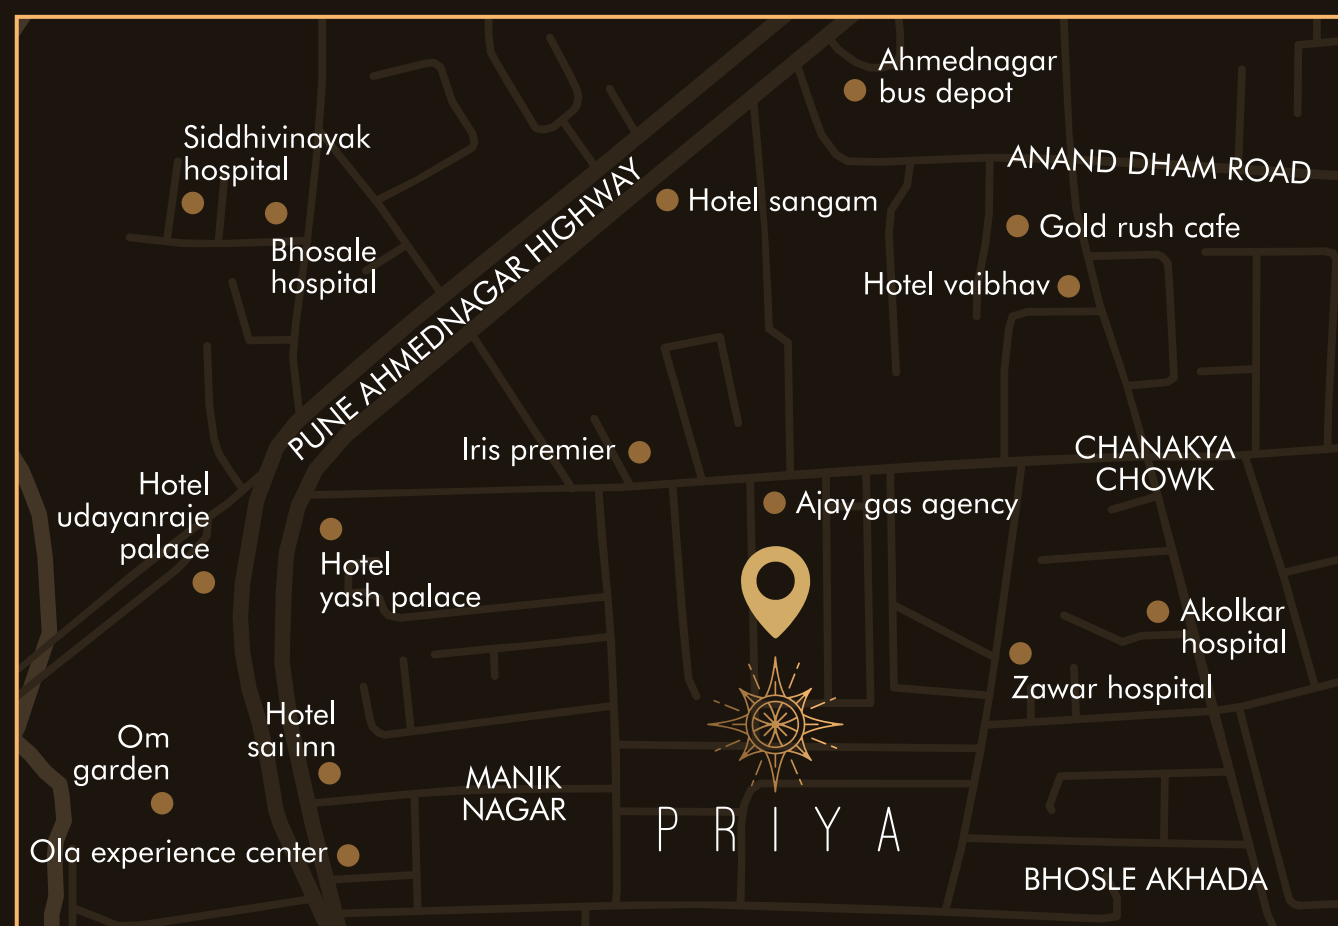 Ahmednagar
bus depot
Siddhivinayak
hospital
ANAND DHAM ROAD
PUNE AHMEDNAGAR HIGHWAY
Hotel sangam
Gold rush cafe
Bhosale
hospital
Hotel vaibhav
Iris premier
CHANAKYA
CHOWK
Hotel
udayanraje
palace
Ajay gas agency
Hotel
yash palace
Akolkar
hospital
Zawar hospital
Hotel
sai inn
Om
garden
MANIK
NAGAR
PRIYA
Ola experience center
BHOSLE AKHADA